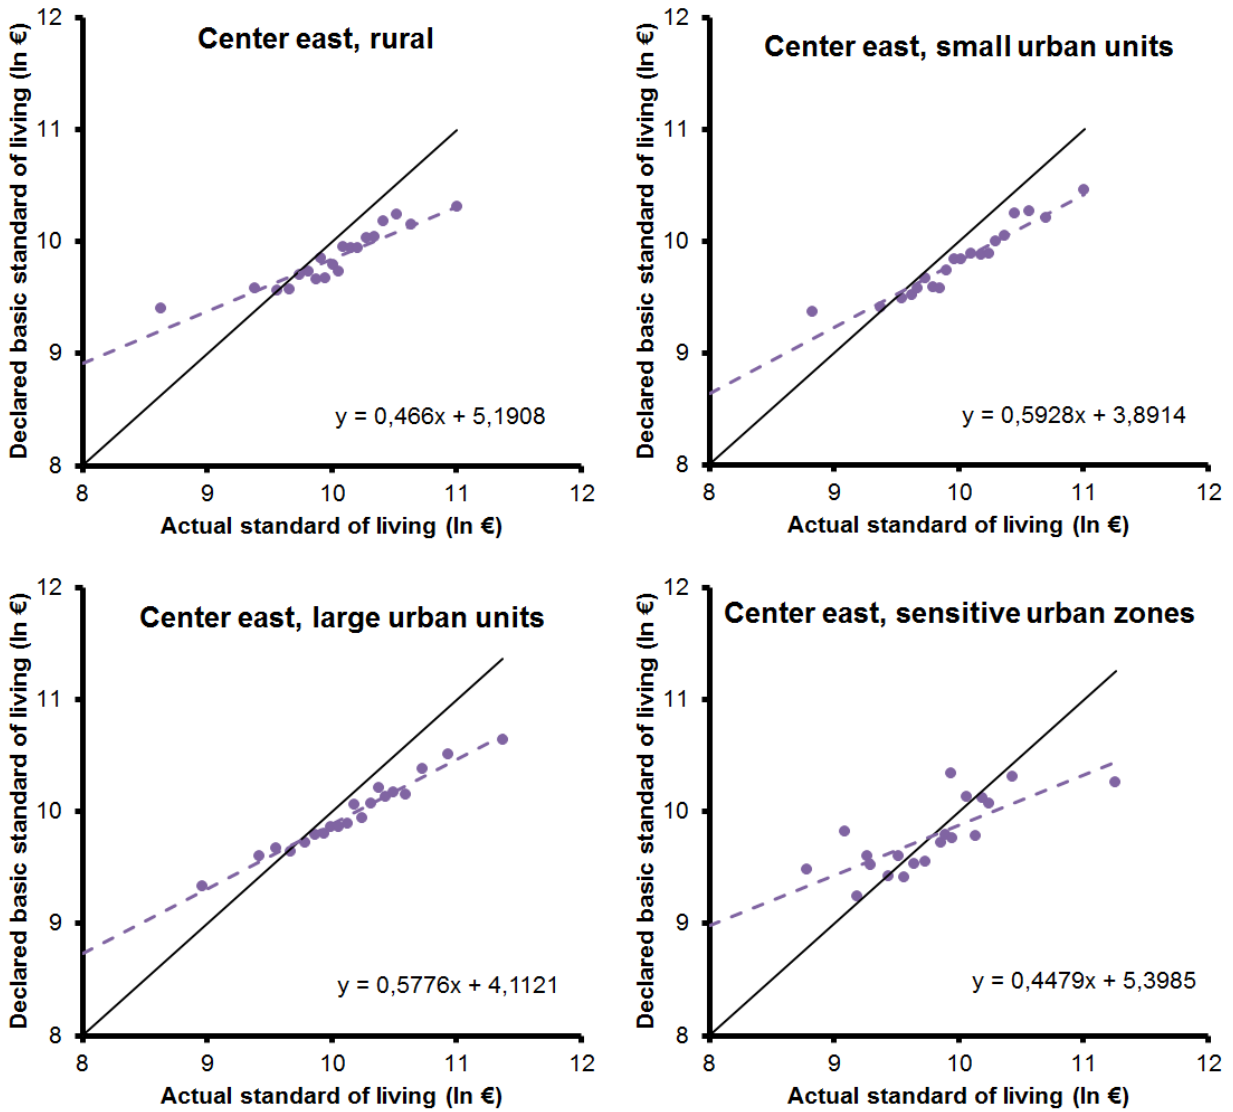 Center east, rural
Declared basic standard of living (ln €)
12
11
10
9
8
y = 0,466x + 5,1908
8 9 10 11 12
Actual standard of living (ln €)
Center east, small urban units
Declared basic standard of living (ln €)
12
11
10
9
8
y = 0,5928x + 3,8914
8 9 10 11 12
Actual standard of living (ln €)
Center east, large urban units
Declared basic standard of living (ln €)
12
11
10
9
8
y = 0,5776x + 4,1121
8 9 10 11 12
Actual standard of living (ln €)
Center east, sensitive urban zones
Declared basic standard of living (ln €)
12
11
10
9
8
y = 0,4479x + 5,3985
8 9 10 11 12
Actual standard of living (ln €)